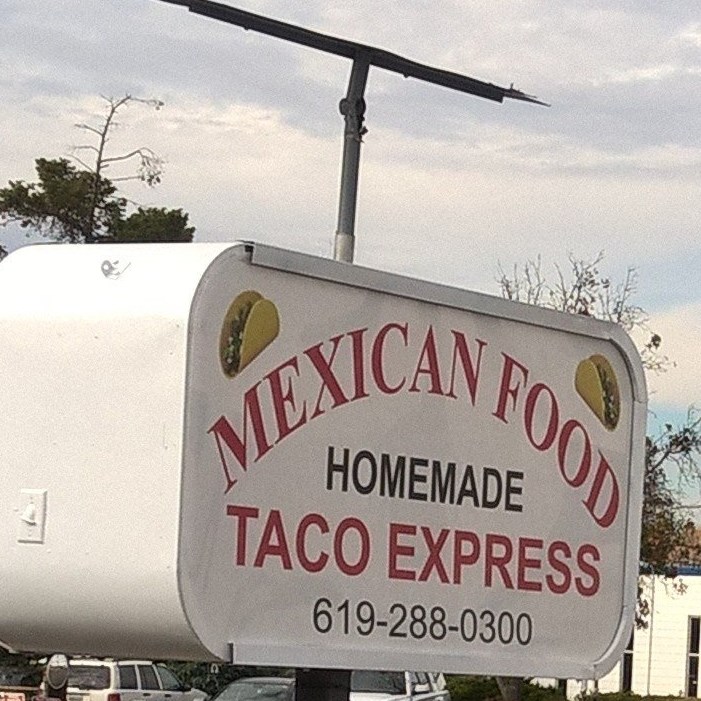 MEXICAN FOOD
HOMEMADE
TACO EXPRESS
619-288-0300